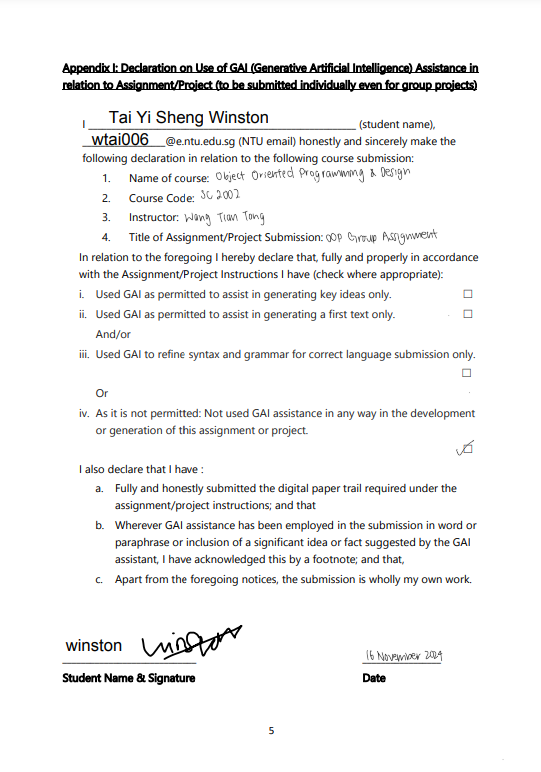 Appendix I: Declaration on Use of GAI (Generative Artificial Intelligence) Assistance in
relation to Assignment/Project (to be submitted individually even for group projects)
I Tai Yi Sheng Winston (student name),
wtai006 @e.ntu.edu.sg (NTU email) honestly and sincerely make the
following declaration in relation to the following course submission:
1. Name of course: Object Oriented Programming & Design
2. Course Code: SC2002
3. Instructor: Wang Tian Tong
4. Title of Assignment/Project Submission: OOP Group Assignment
In relation to the foregoing I hereby declare that, fully and properly in accordance
with the Assignment/Project Instructions I have (check where appropriate):
i. Used GAI as permitted to assist in generating key ideas only. ☐
ii. Used GAI as permitted to assist in generating a first text only. ☐
And/or
iii. Used GAI to refine syntax and grammar for correct language submission only.
☐
Or
iv. As it is not permitted: Not used GAI assistance in any way in the development
or generation of this assignment or project.
☑
I also declare that I have :
a. Fully and honestly submitted the digital paper trail required under the
assignment/project instructions; and that
b. Wherever GAI assistance has been employed in the submission in word or
paraphrase or inclusion of a significant idea or fact suggested by the GAI
assistant, I have acknowledged this by a footnote; and that,
c. Apart from the foregoing notices, the submission is wholly my own work.
winston winston 16 November 2024
Student Name & Signature Date
5